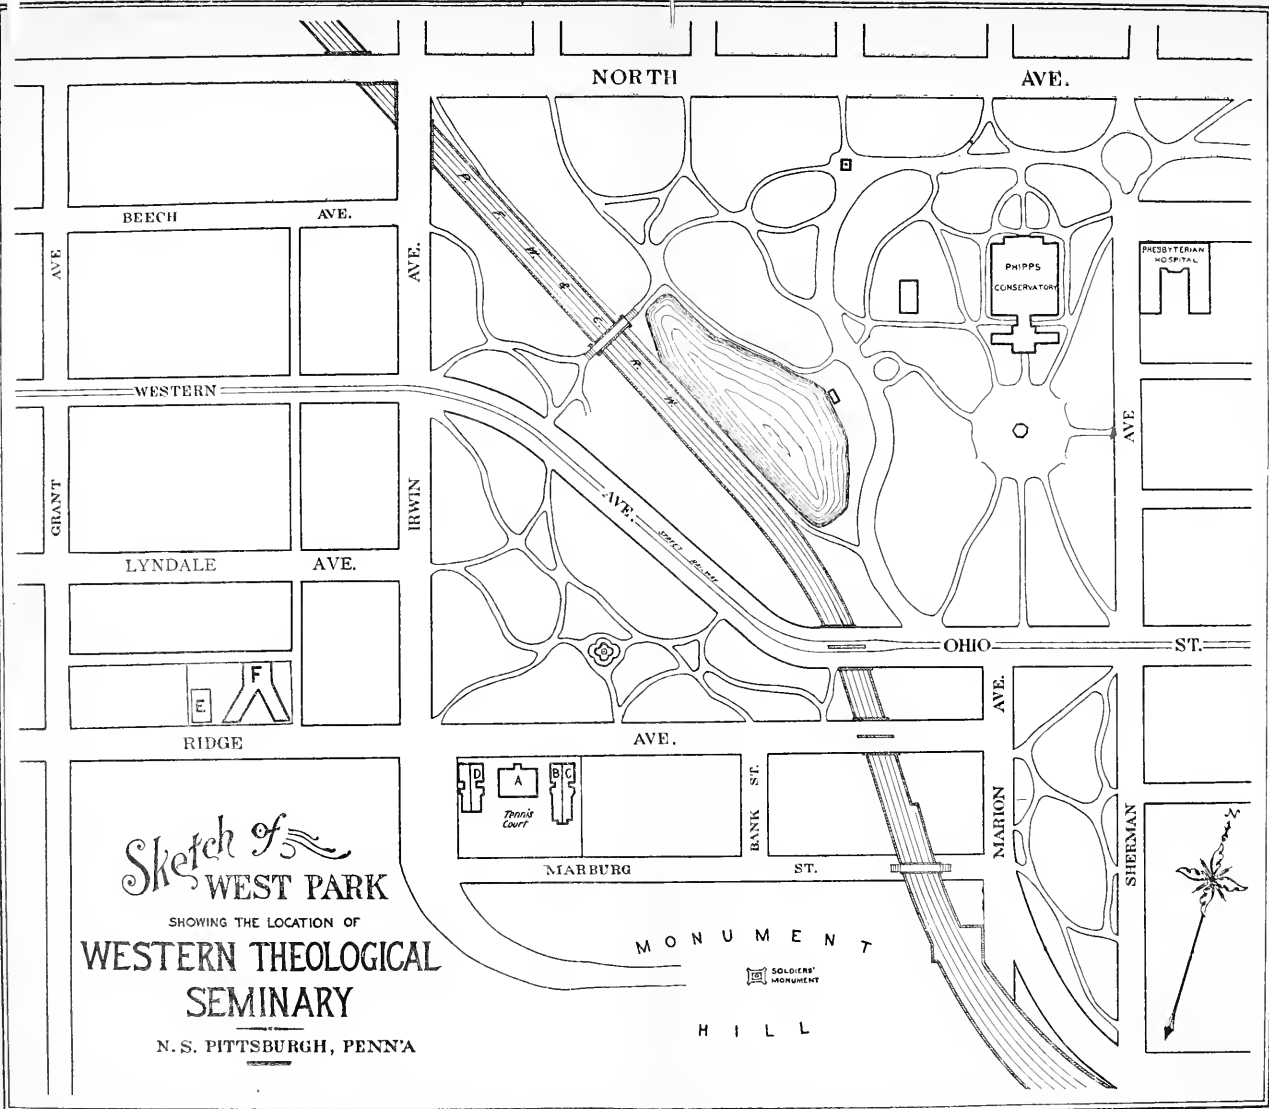 NORTH AVE.
BEECH AVE.
AVE
AVE.
PRESBYTERIAN
HOSPITAL
PHIPPS
CONSERVATORY
P. F. W. & C. R. W.
WESTERN AVE.
STREET RAILWAY
AVE
GRANT
IRWIN
LYNDALE AVE.
OHIO ST.
F
E
AVE.
RIDGE AVE.
D
A
B C
Tennis
Court
BANK ST.
MARION
SHERMAN
MARBURG ST.
N
Sketch of
WEST PARK
SHOWING THE LOCATION OF
WESTERN THEOLOGICAL
SEMINARY
N.S. PITTSBURGH, PENN'A
MONUMENT
SOLDIERS'
MONUMENT
HILL